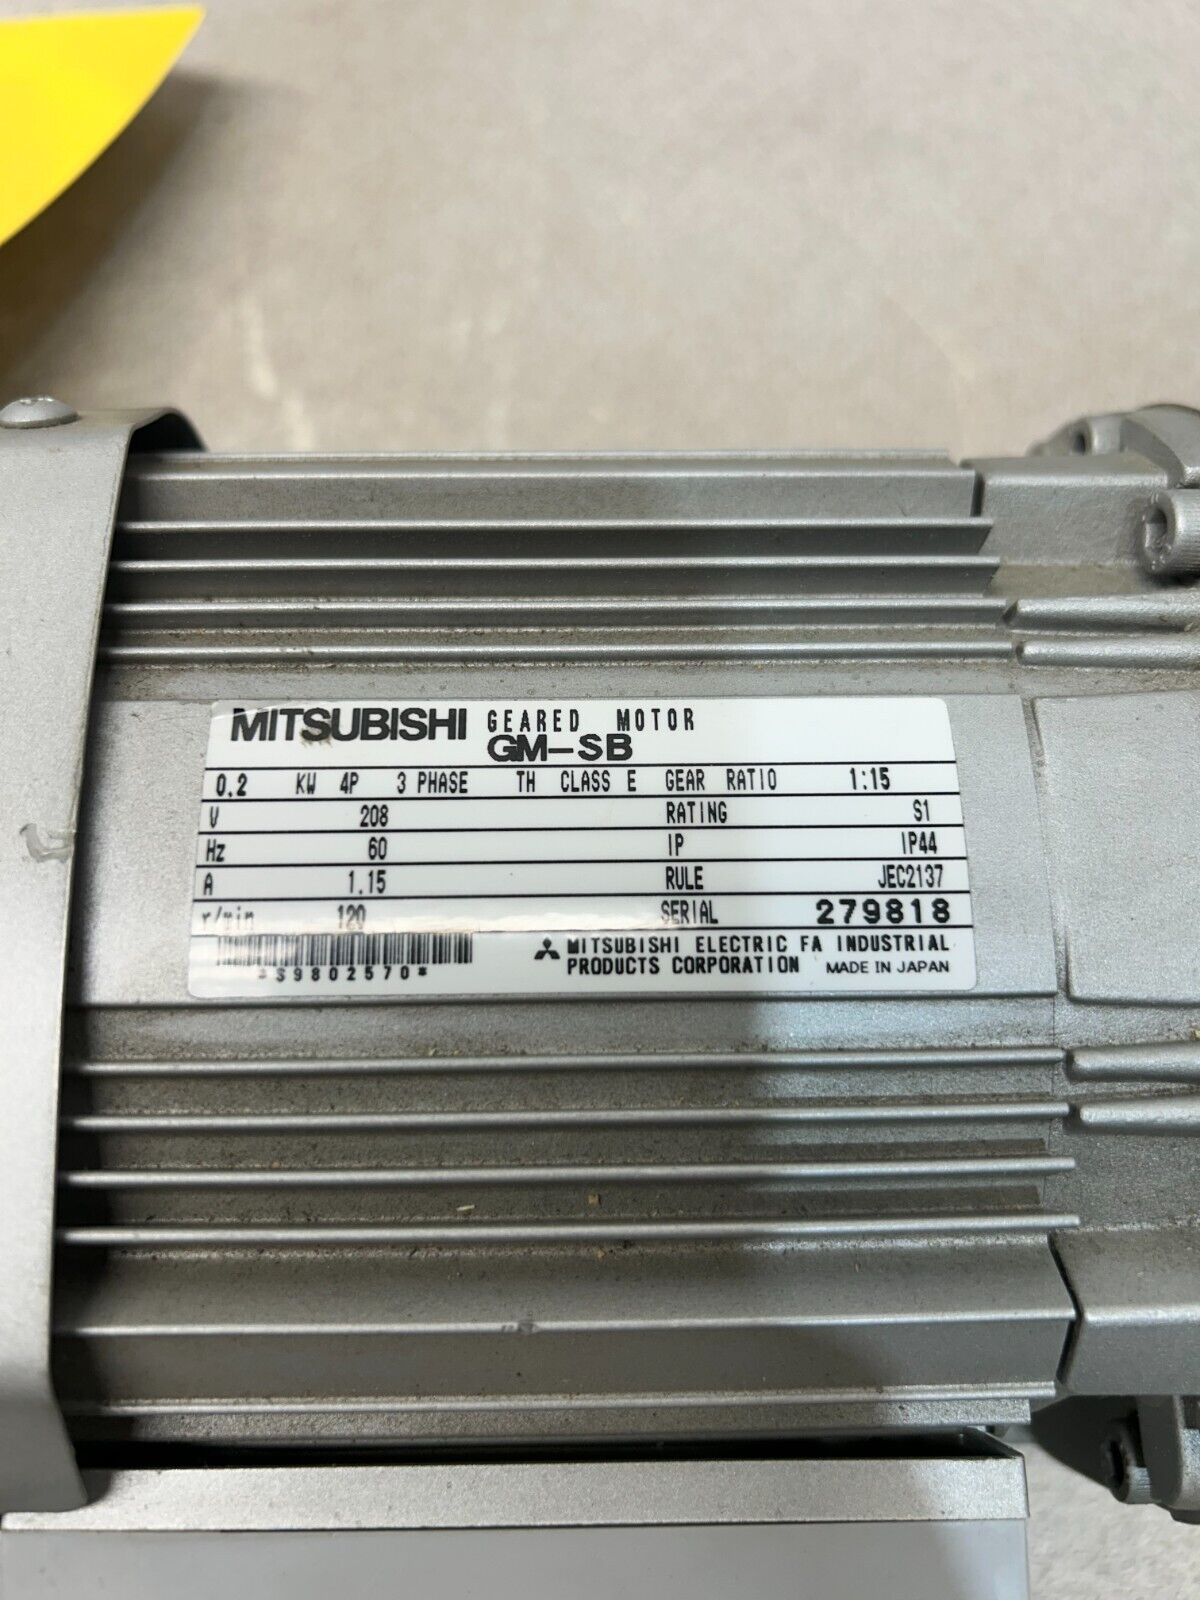 MITSUBISHI GEARED MOTOR
GM-SB
0.2 KW 4P 3 PHASE TH CLASS E GEAR RATIO 1:15
V 208 RATING S1
Hz 60 IP IP44
A 1.15 RULE JEC2137
r/min 120 SERIAL 279818
*S9802570*
MITSUBISHI ELECTRIC FA INDUSTRIAL
PRODUCTS CORPORATION MADE IN JAPAN